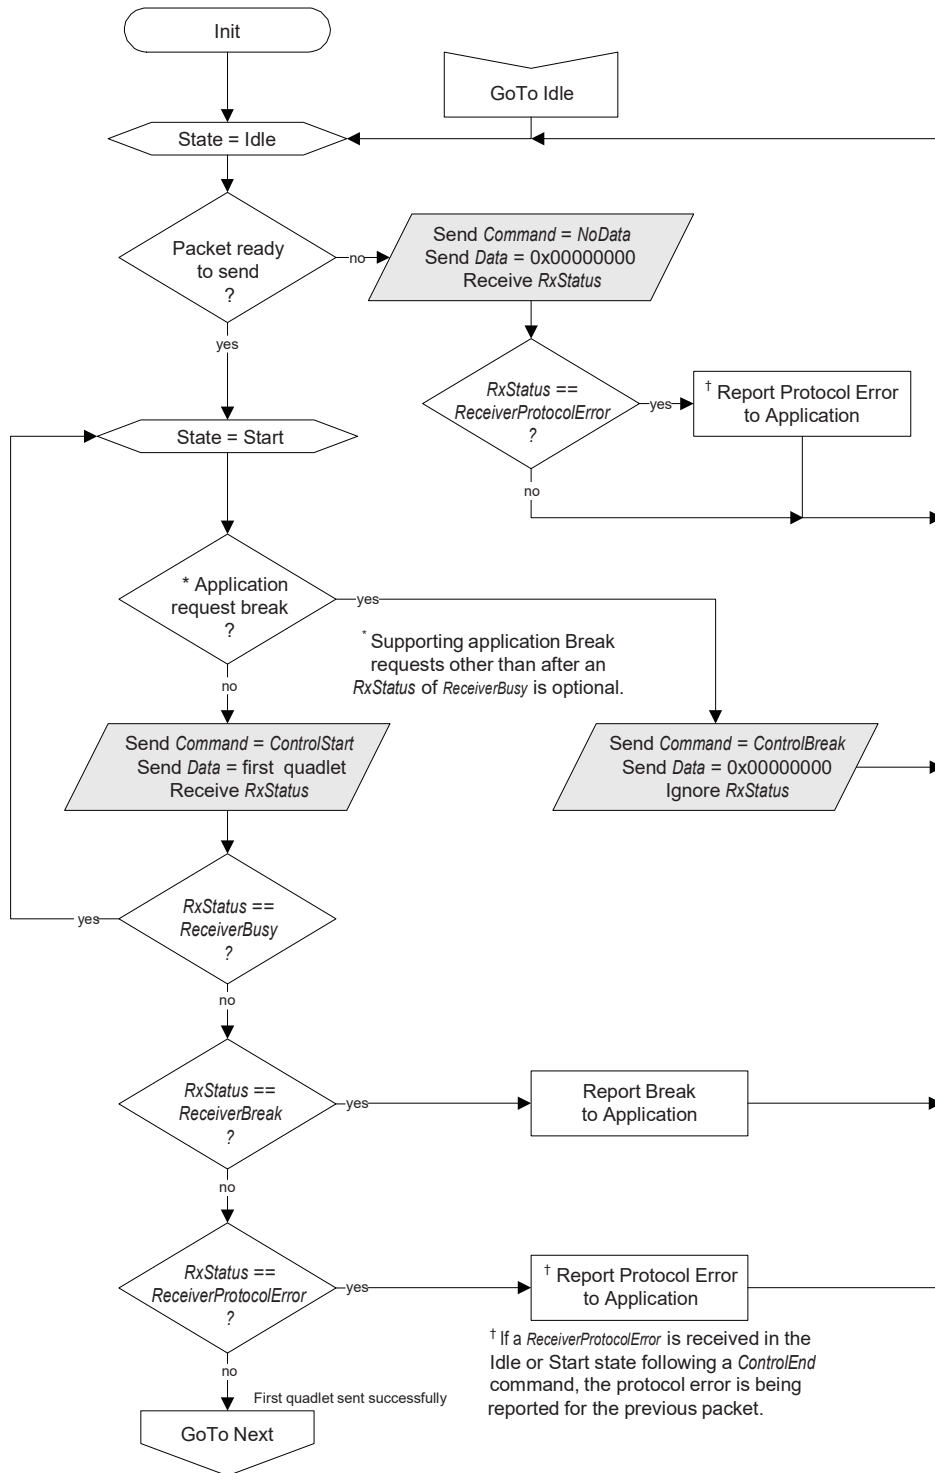 Init
GoTo Idle
State = Idle
Packet ready
to send
?
no
Send Command = NoData
Send Data = 0x00000000
Receive RxStatus
yes
RxStatus ==
ReceiverProtocolError
?
yes
† Report Protocol Error
to Application
no
State = Start
* Application
request break
?
yes
* Supporting application Break
requests other than after an
RxStatus of ReceiverBusy is optional.
no
Send Command = ControlStart
Send Data = first quadlet
Receive RxStatus
Send Command = ControlBreak
Send Data = 0x00000000
Ignore RxStatus
RxStatus ==
ReceiverBusy
?
yes
no
RxStatus ==
ReceiverBreak
?
yes
Report Break
to Application
no
RxStatus ==
ReceiverProtocolError
?
yes
† Report Protocol Error
to Application
† If a ReceiverProtocolError is received in the
Idle or Start state following a ControlEnd
command, the protocol error is being
reported for the previous packet.
no
First quadlet sent successfully
GoTo Next